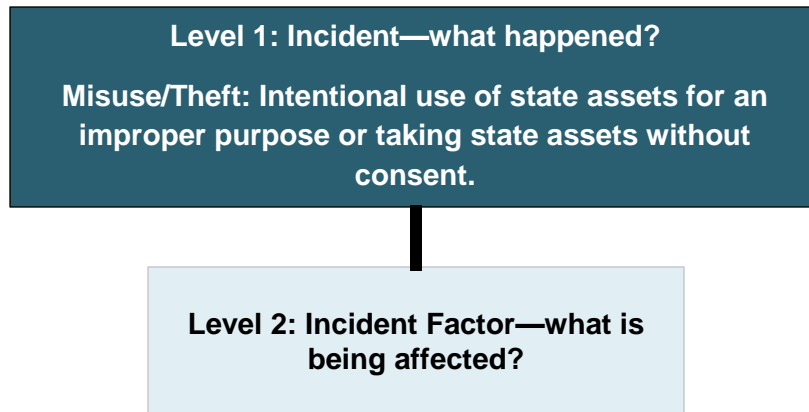 Level 1: Incident—what happened?
Misuse/Theft: Intentional use of state assets for an
improper purpose or taking state assets without
consent.
Level 2: Incident Factor—what is
being affected?